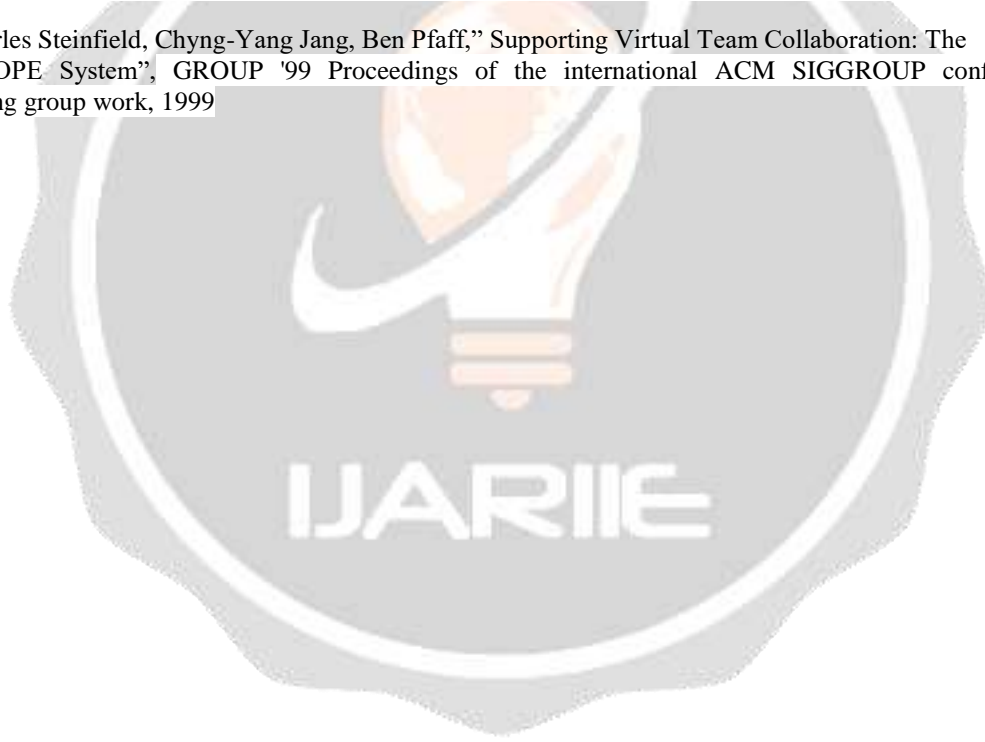 rles Steinfield, Chyng-Yang Jang, Ben Pfaff,” Supporting Virtual Team Collaboration: The
OPE System”, GROUP '99 Proceedings of the international ACM SIGGROUP conf
ng group work, 1999
IJARIIE